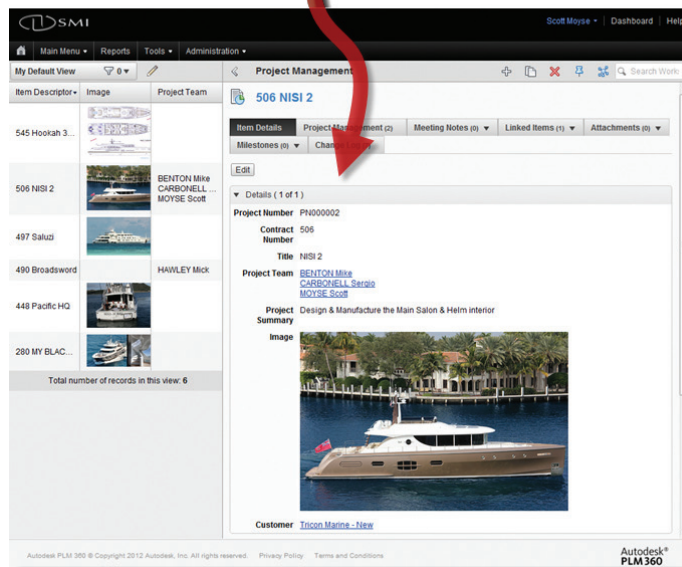 SMI
Scott Moyse Dashboard Help
Main Menu Reports Tools Administration
My Default View 0 Project Management Search Work
Item Descriptor Image Project Team
506 NISI 2
Item Details Project Management (2) Meeting Notes (0) Linked Items (1) Attachments (0)
Milestones (0)
545 Hookah 3...
Edit
Details ( 1 of 1 )
506 NISI 2
BENTON Mike
CARBONELL ...
MOYSE Scott
Project Number PN000002
Contract Number 506
Title NISI 2
497 Saluzi
Project Team BENTON Mike
CARBONELL Sergio
MOYSE Scott
490 Broadsword HAWLEY Mick
Project Summary Design & Manufacture the Main Salon & Helm interior
448 Pacific HQ
Image
280 MY BLAC...
Total number of records in this view: 6
Customer Tricon Marine - New
Autodesk PLM 360 © Copyright 2012 Autodesk, Inc. All rights reserved. Privacy Policy Terms and Conditions
Autodesk®
PLM 360